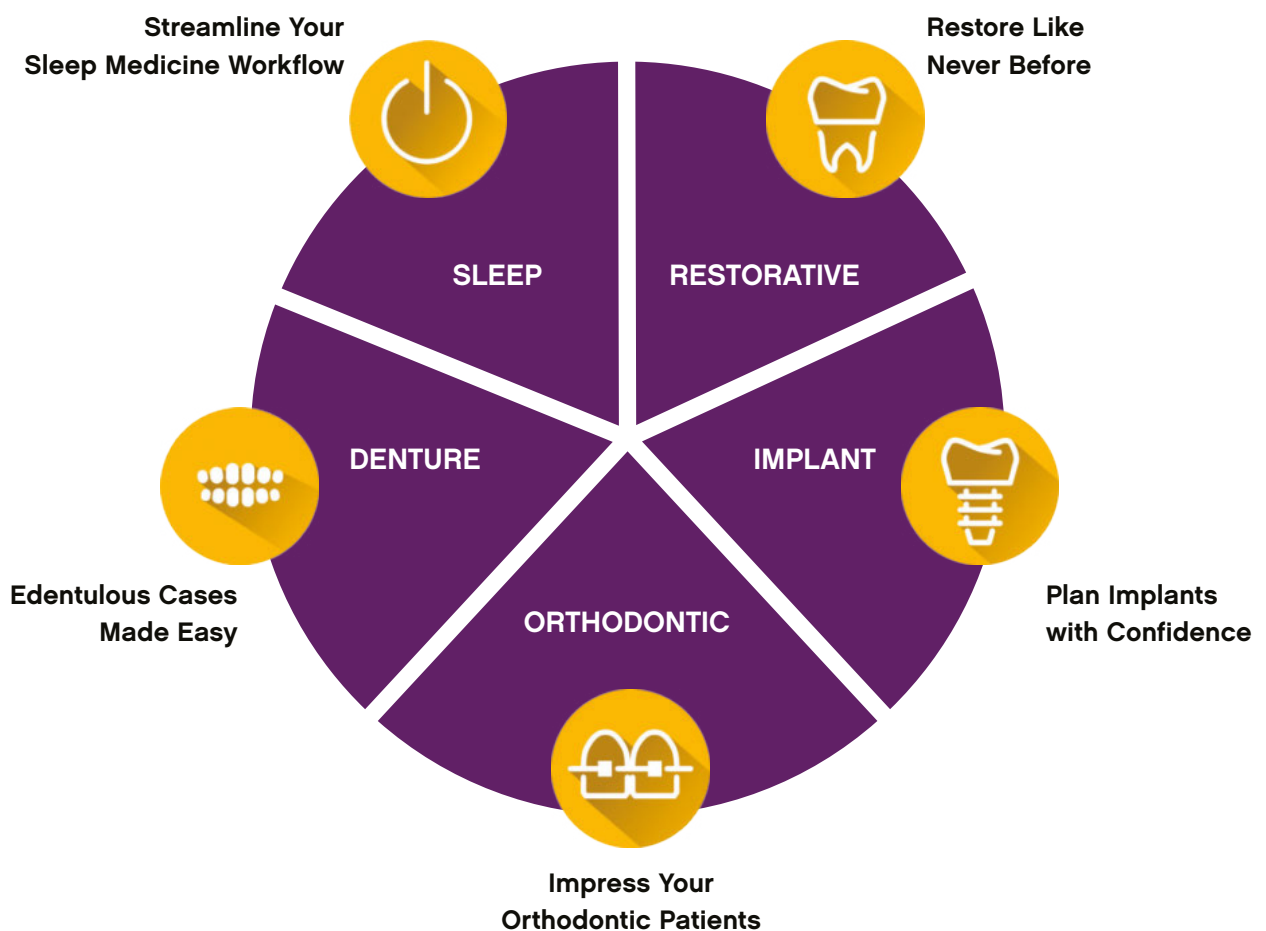 Streamline Your
Sleep Medicine Workflow
Restore Like
Never Before
SLEEP
RESTORATIVE
DENTURE
IMPLANT
Edentulous Cases
Made Easy
Plan Implants
with Confidence
ORTHODONTIC
Impress Your
Orthodontic Patients